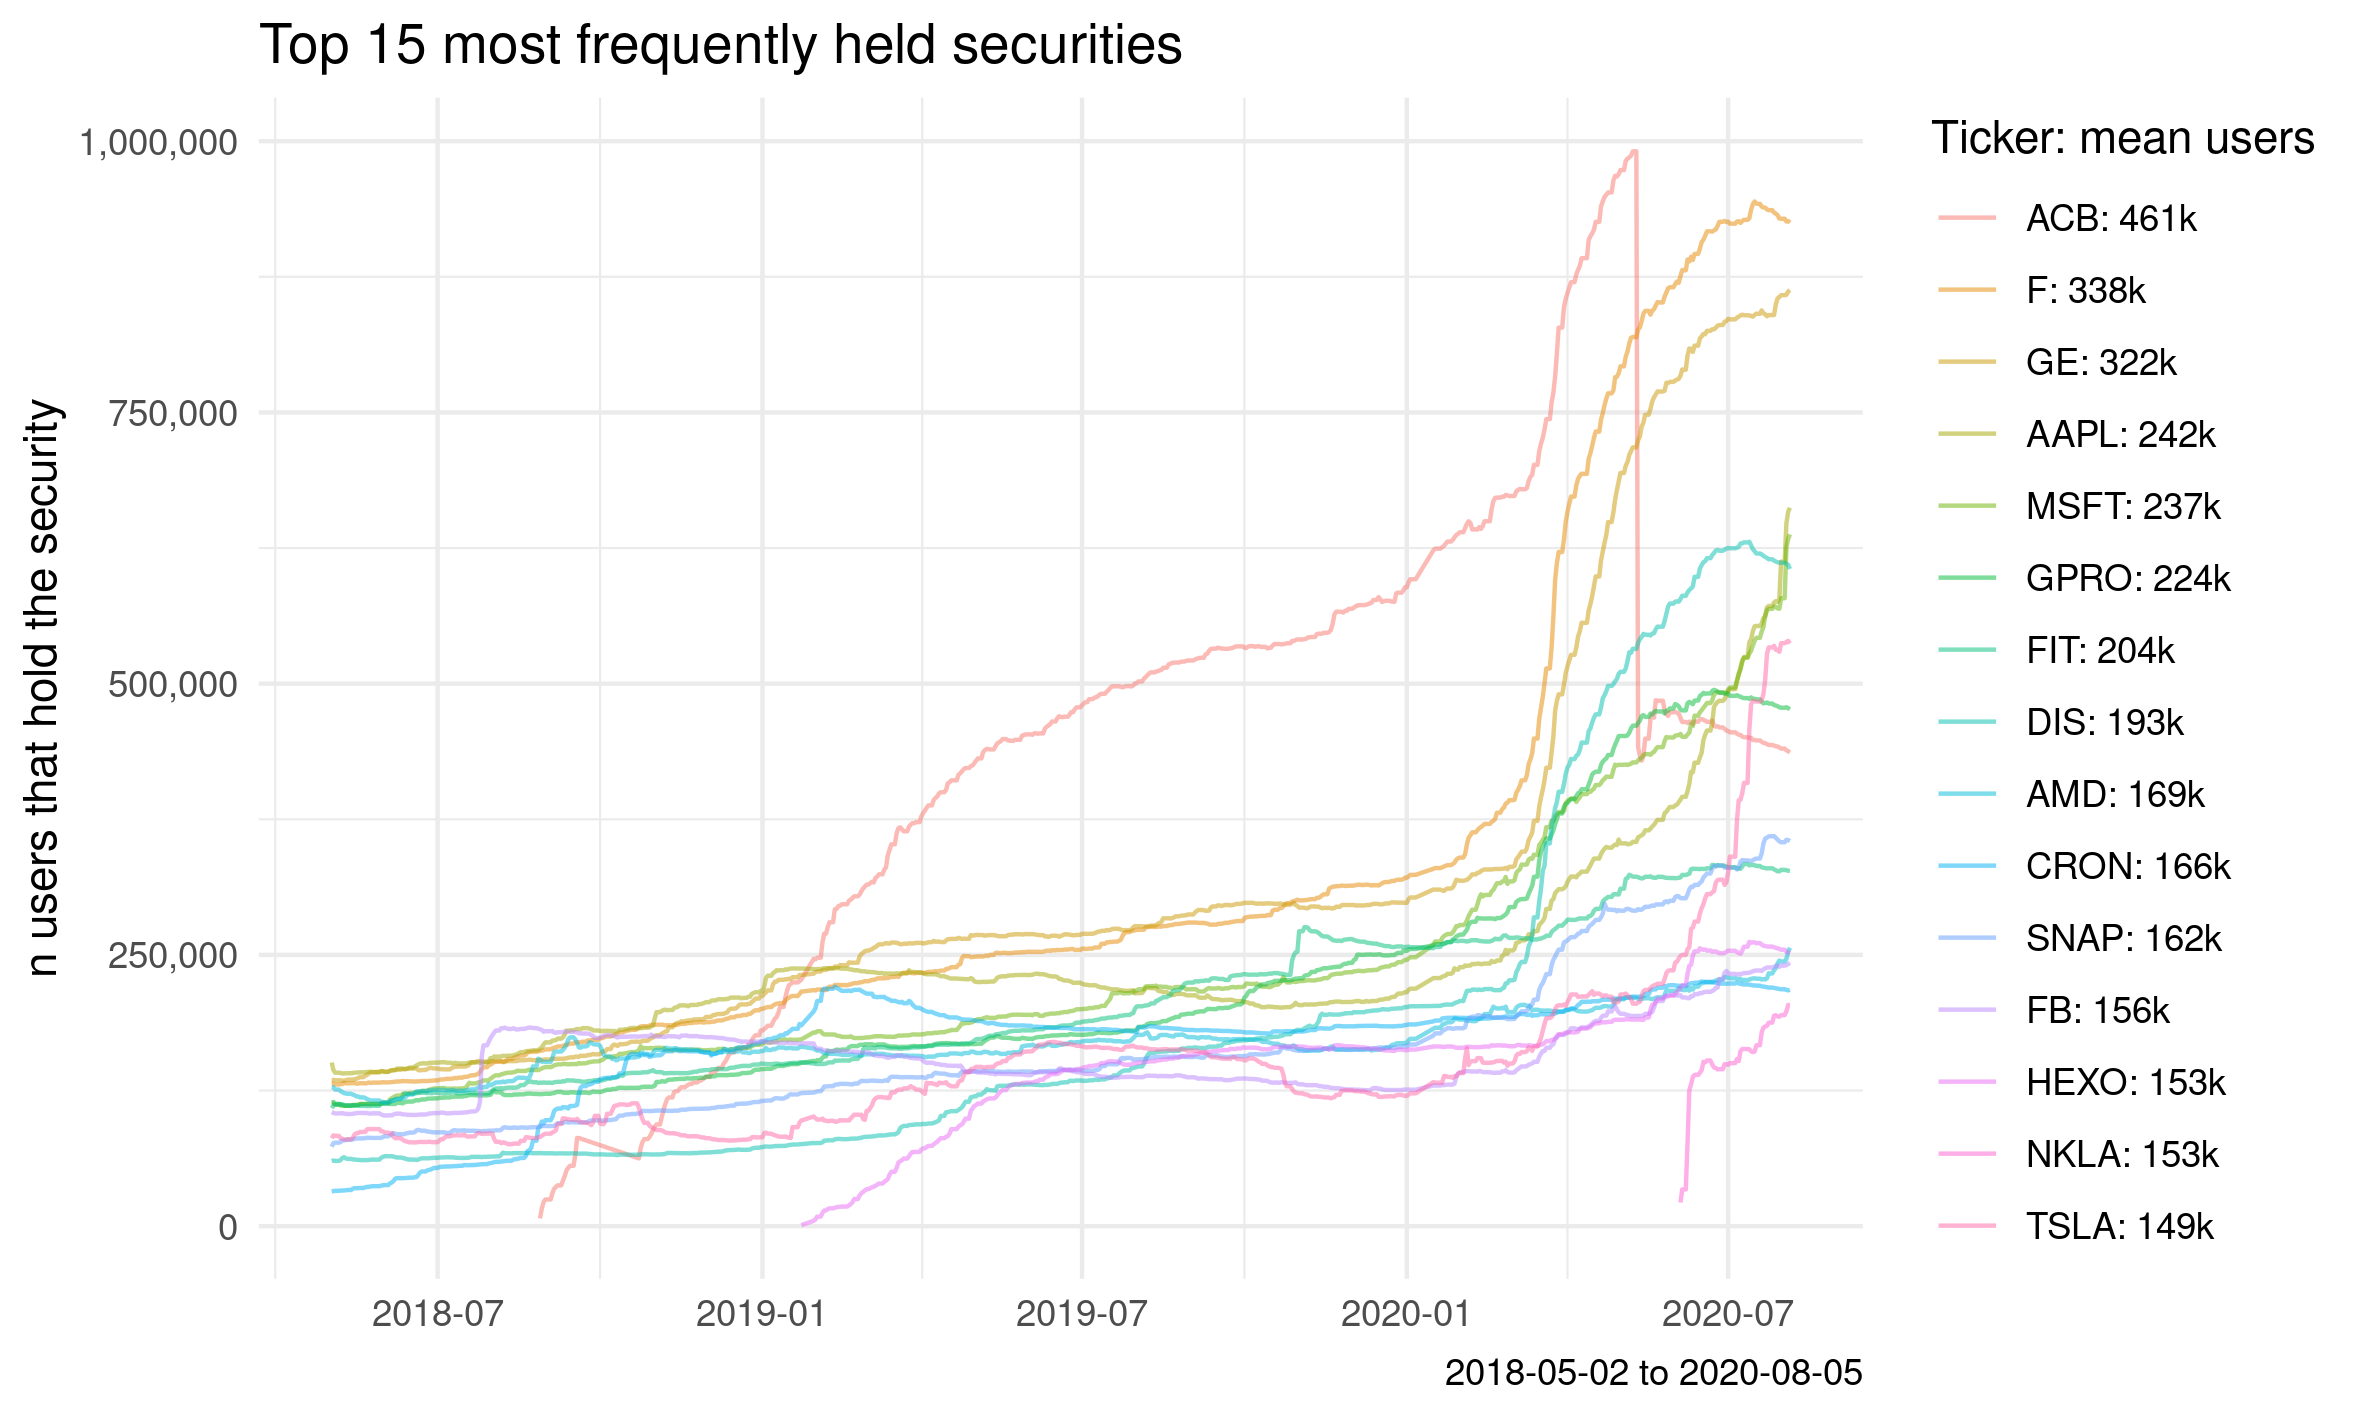 Top 15 most frequently held securities
n users that hold the security
1,000,000
750,000
500,000
250,000
0
2018-07
2019-01
2019-07
2020-01
2020-07
2018-05-02 to 2020-08-05
Ticker: mean users
ACB: 461k
F: 338k
GE: 322k
AAPL: 242k
MSFT: 237k
GPRO: 224k
FIT: 204k
DIS: 193k
AMD: 169k
CRON: 166k
SNAP: 162k
FB: 156k
HEXO: 153k
NKLA: 153k
TSLA: 149k